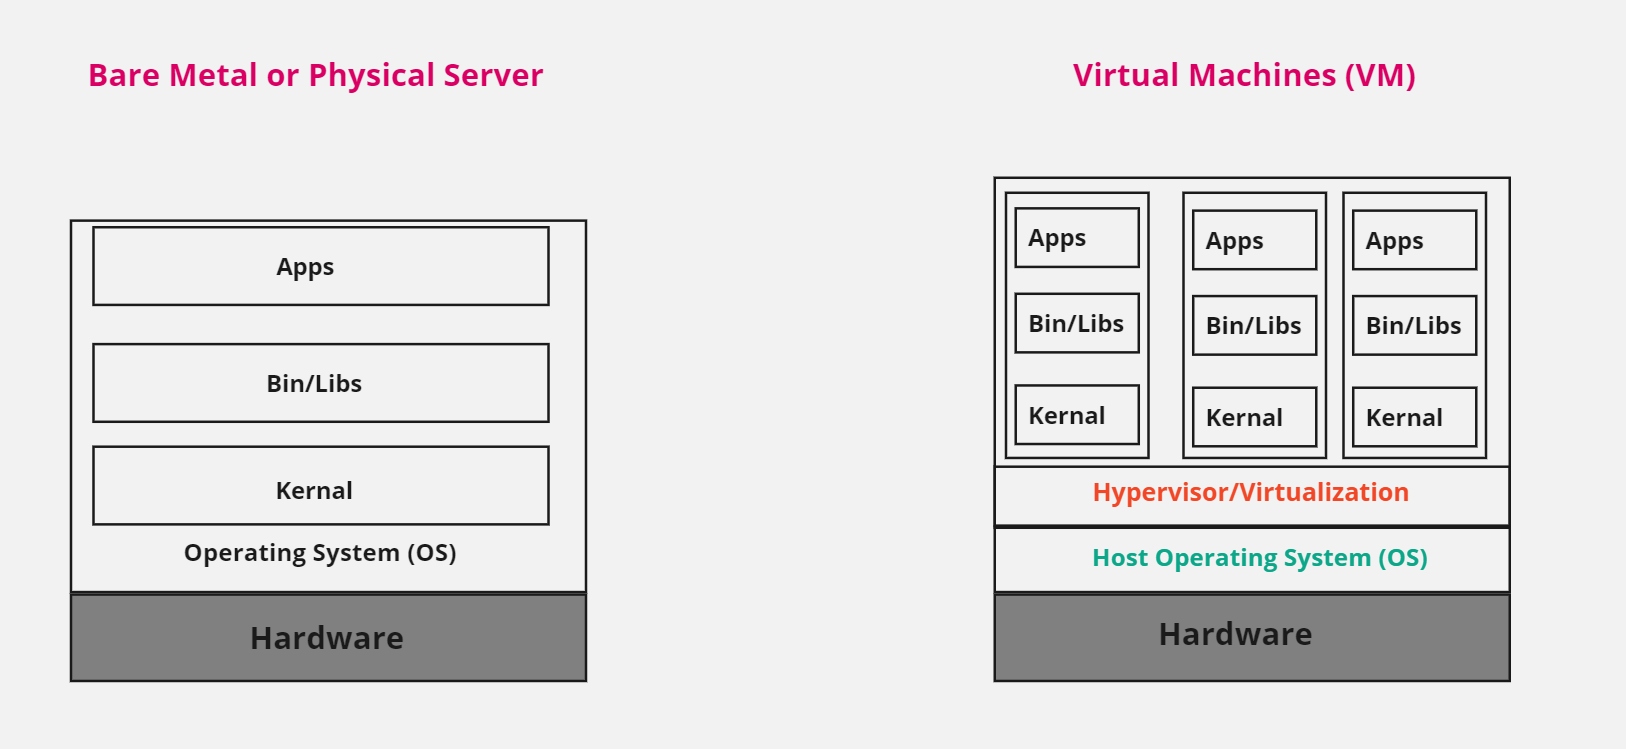 Bare Metal or Physical Server
Apps
Bin/Libs
Kernal
Operating System (OS)
Hardware
Virtual Machines (VM)
Apps
Bin/Libs
Kernal
Apps
Bin/Libs
Kernal
Apps
Bin/Libs
Kernal
Hypervisor/Virtualization
Host Operating System (OS)
Hardware